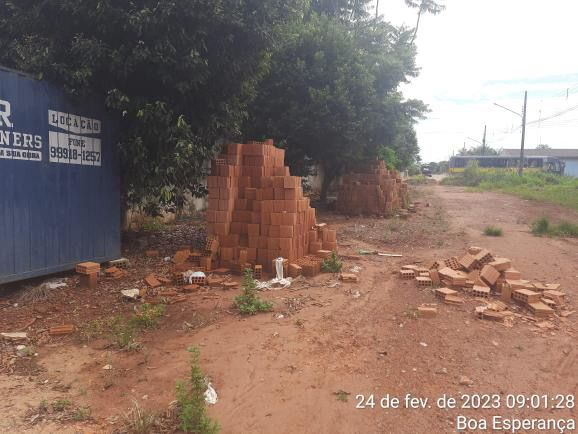 R
NERS
A SUA OBRA
LOCAÇÃO
FONE
99918-1257
24 de fev. de 2023 09:01:28
Boa Esperança